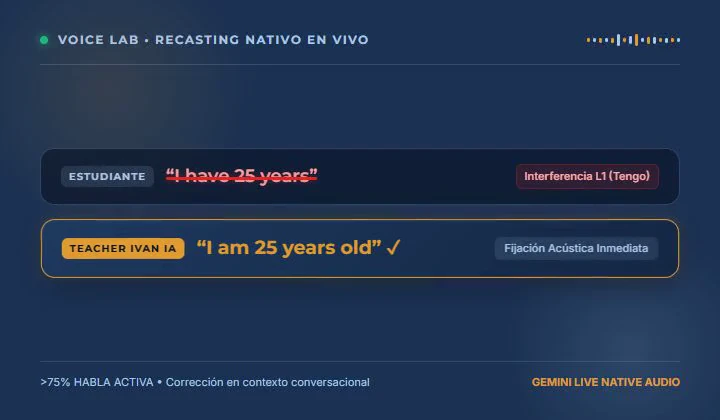 VOICE LAB • RECASTING NATIVO EN VIVO
ESTUDIANTE “I have 25 years” Interferencia L1 (Tengo)
TEACHER IVAN IA “I am 25 years old” ✓ Fijación Acústica Inmediata
>75% HABLA ACTIVA • Corrección en contexto conversacional GEMINI LIVE NATIVE AUDIO